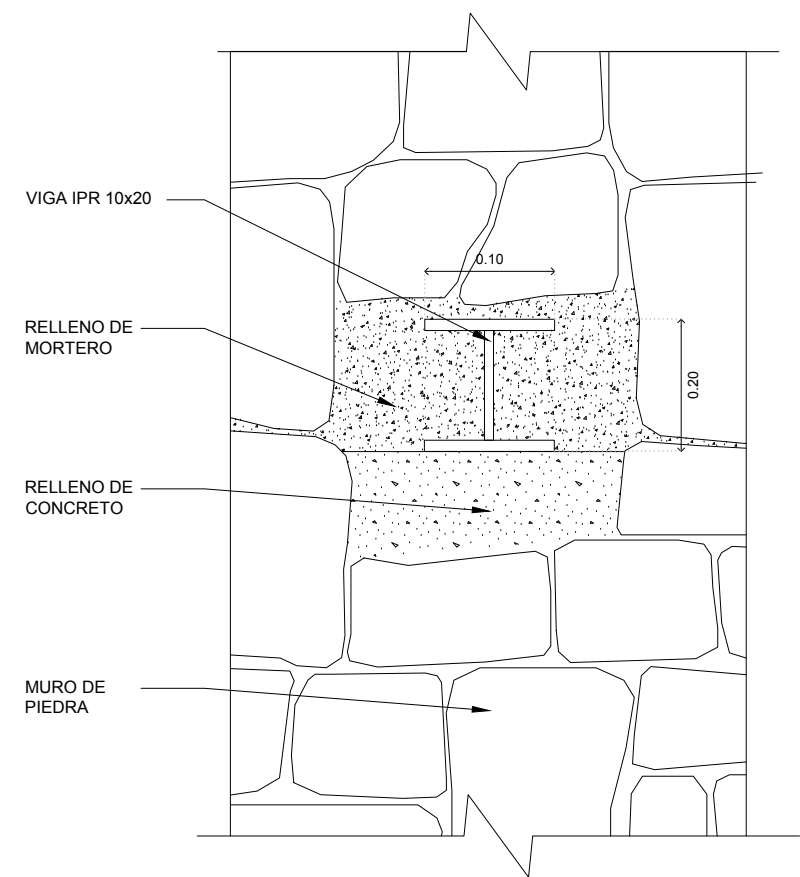 VIGA IPR 10x20
0.10
RELLENO DE
MORTERO
0.20
RELLENO DE
CONCRETO
MURO DE
PIEDRA